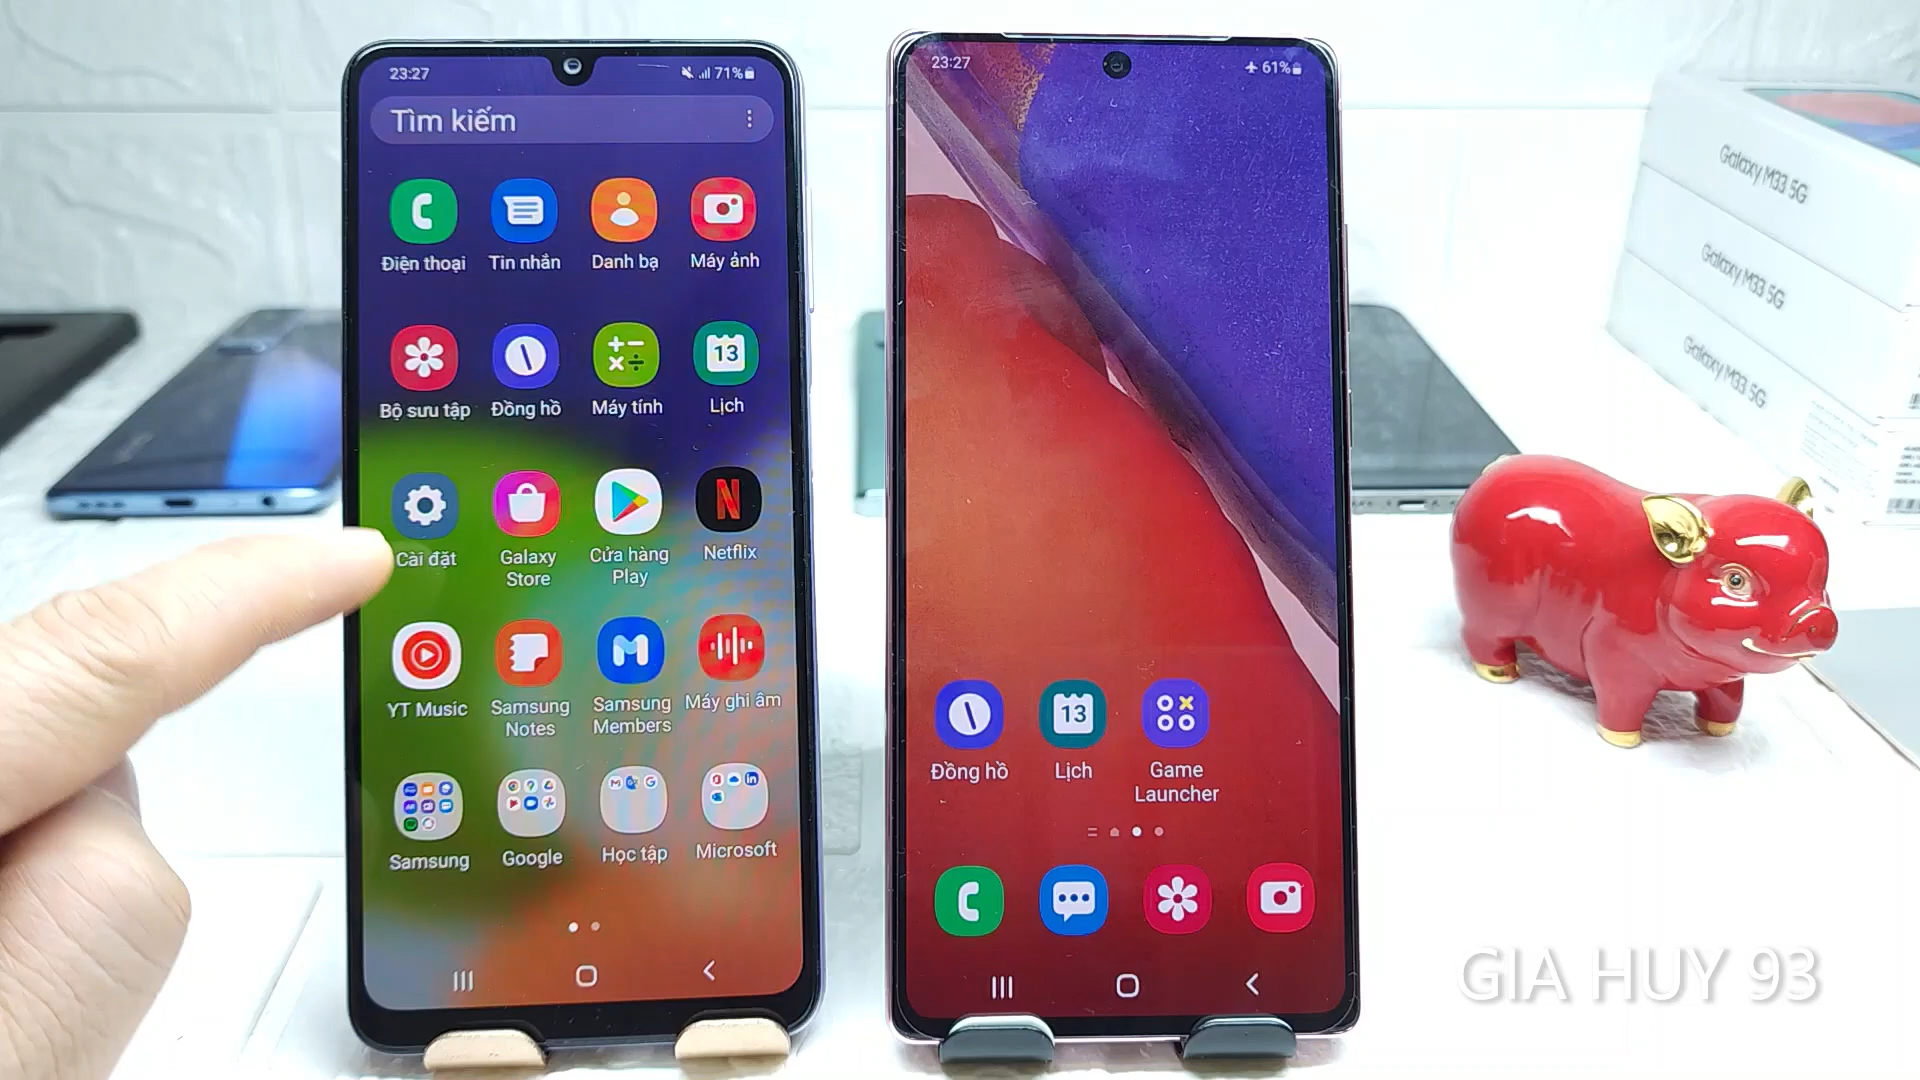 23:27
71%
Tìm kiếm
Điện thoại
Tin nhắn
Danh bạ
Máy ảnh
13
Bộ sưu tập
Đồng hồ
Máy tính
Lịch
Cài đặt
Galaxy
Store
Cửa hàng
Play
Netflix
YT Music
Samsung
Notes
Samsung
Members
Máy ghi âm
Samsung
Google
Học tập
Microsoft
23:27
61%
13
Đồng hồ
Lịch
Game
Launcher
Galaxy M33 5G
Galaxy M33 5G
Galaxy M33 5G
GIA HUY 93